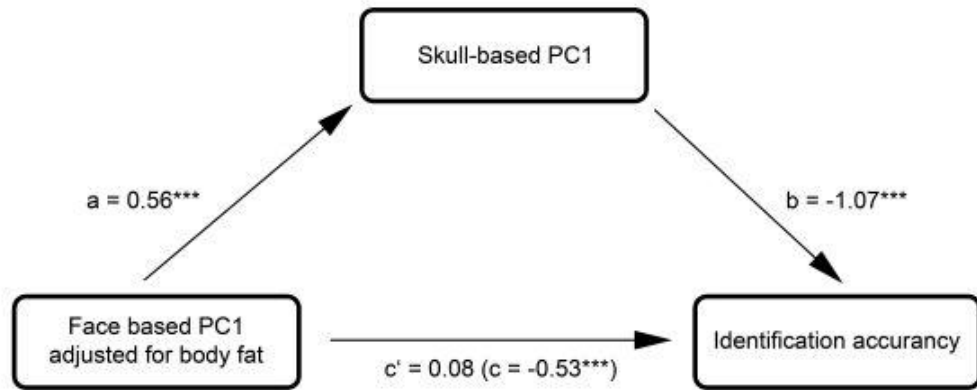 Skull-based PC1
a = 0.56***
b = -1.07***
Face based PC1
adjusted for body fat
Identification accurancy
c‘ = 0.08 (c = -0.53***)